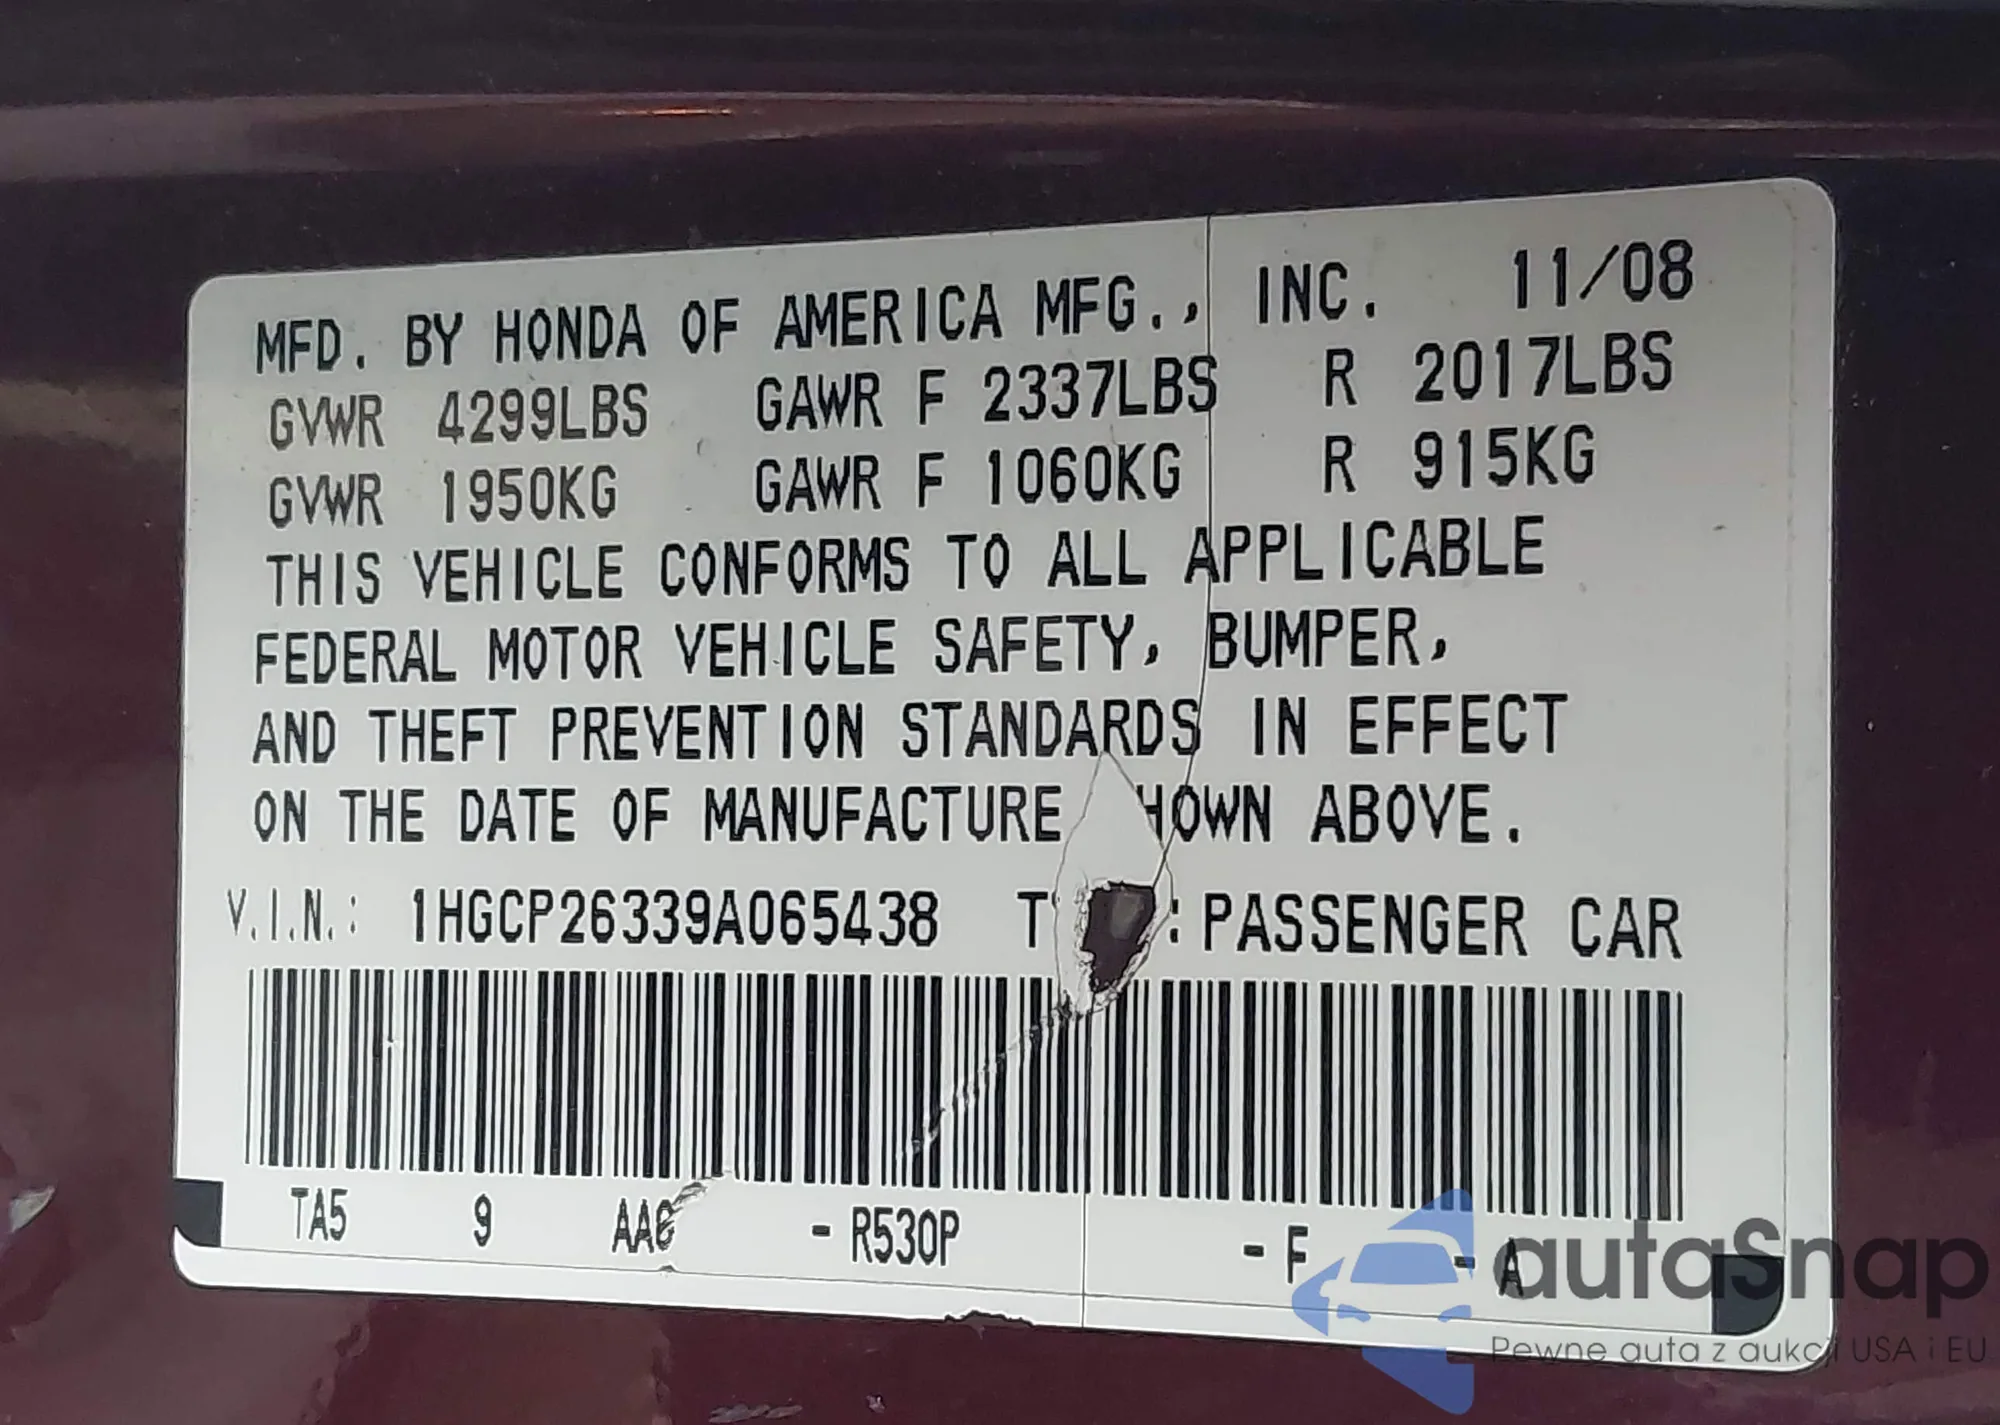 MFD. BY HONDA OF AMERICA MFG., INC. 11/08
GVWR 4299LBS GAWR F 2337LBS R 2017LBS
GVWR 1950KG GAWR F 1060KG R 915KG
THIS VEHICLE CONFORMS TO ALL APPLICABLE
FEDERAL MOTOR VEHICLE SAFETY, BUMPER,
AND THEFT PREVENTION STANDARDS IN EFFECT
ON THE DATE OF MANUFACTURE HOWN ABOVE.
V.I.N.: 1HGCP26339A065438 : PASSENGER CAR
TA5 9 - R530P - F - A
autaSnap
Pewne auta z aukcji USA i EU